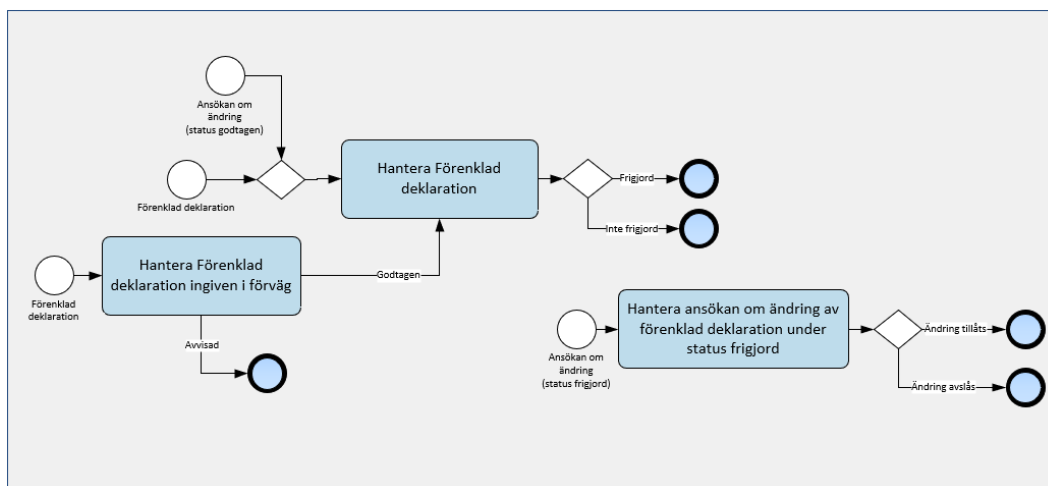 Ansökan om
ändring
(status godtagen)
Förenklad deklaration
Hantera Förenklad
deklaration
Frigjord
Inte frigjord
Förenklad
deklaration
Hantera Förenklad
deklaration ingiven i förväg
Godtagen
Avvisad
Ansökan om
ändring
(status frigjord)
Hantera ansökan om ändring av
förenklad deklaration under
status frigjord
Ändring tillåts
Ändring avslås